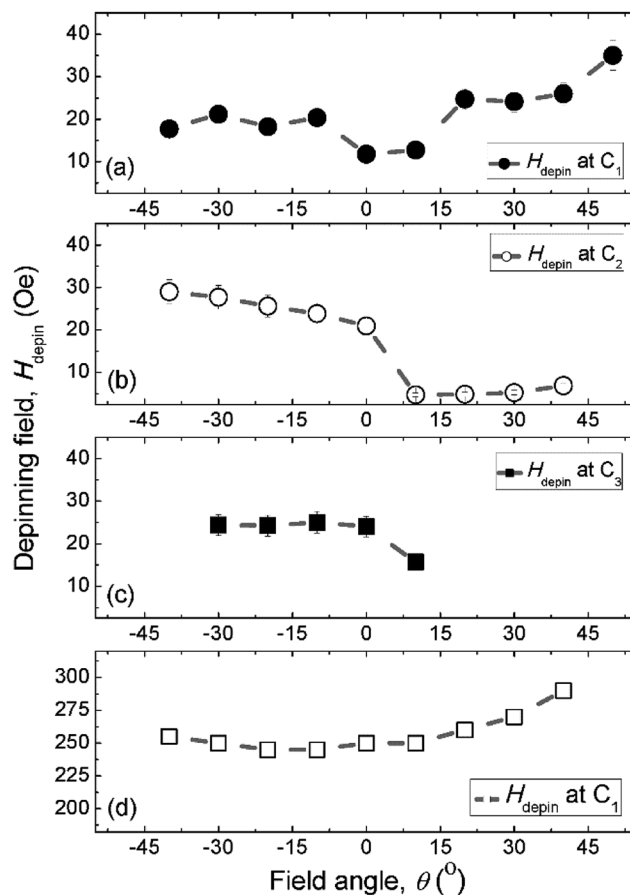 40
30
20
10
(a)
H_depin at C_1
-45 -30 -15 0 15 30 45
40
30
20
10
(b)
H_depin at C_2
-45 -30 -15 0 15 30 45
40
30
20
10
(c)
H_depin at C_3
-45 -30 -15 0 15 30 45
300
275
250
225
200
(d)
H_depin at C_1
-45 -30 -15 0 15 30 45
Depinning field, H_depin (Oe)
Field angle, θ (°)